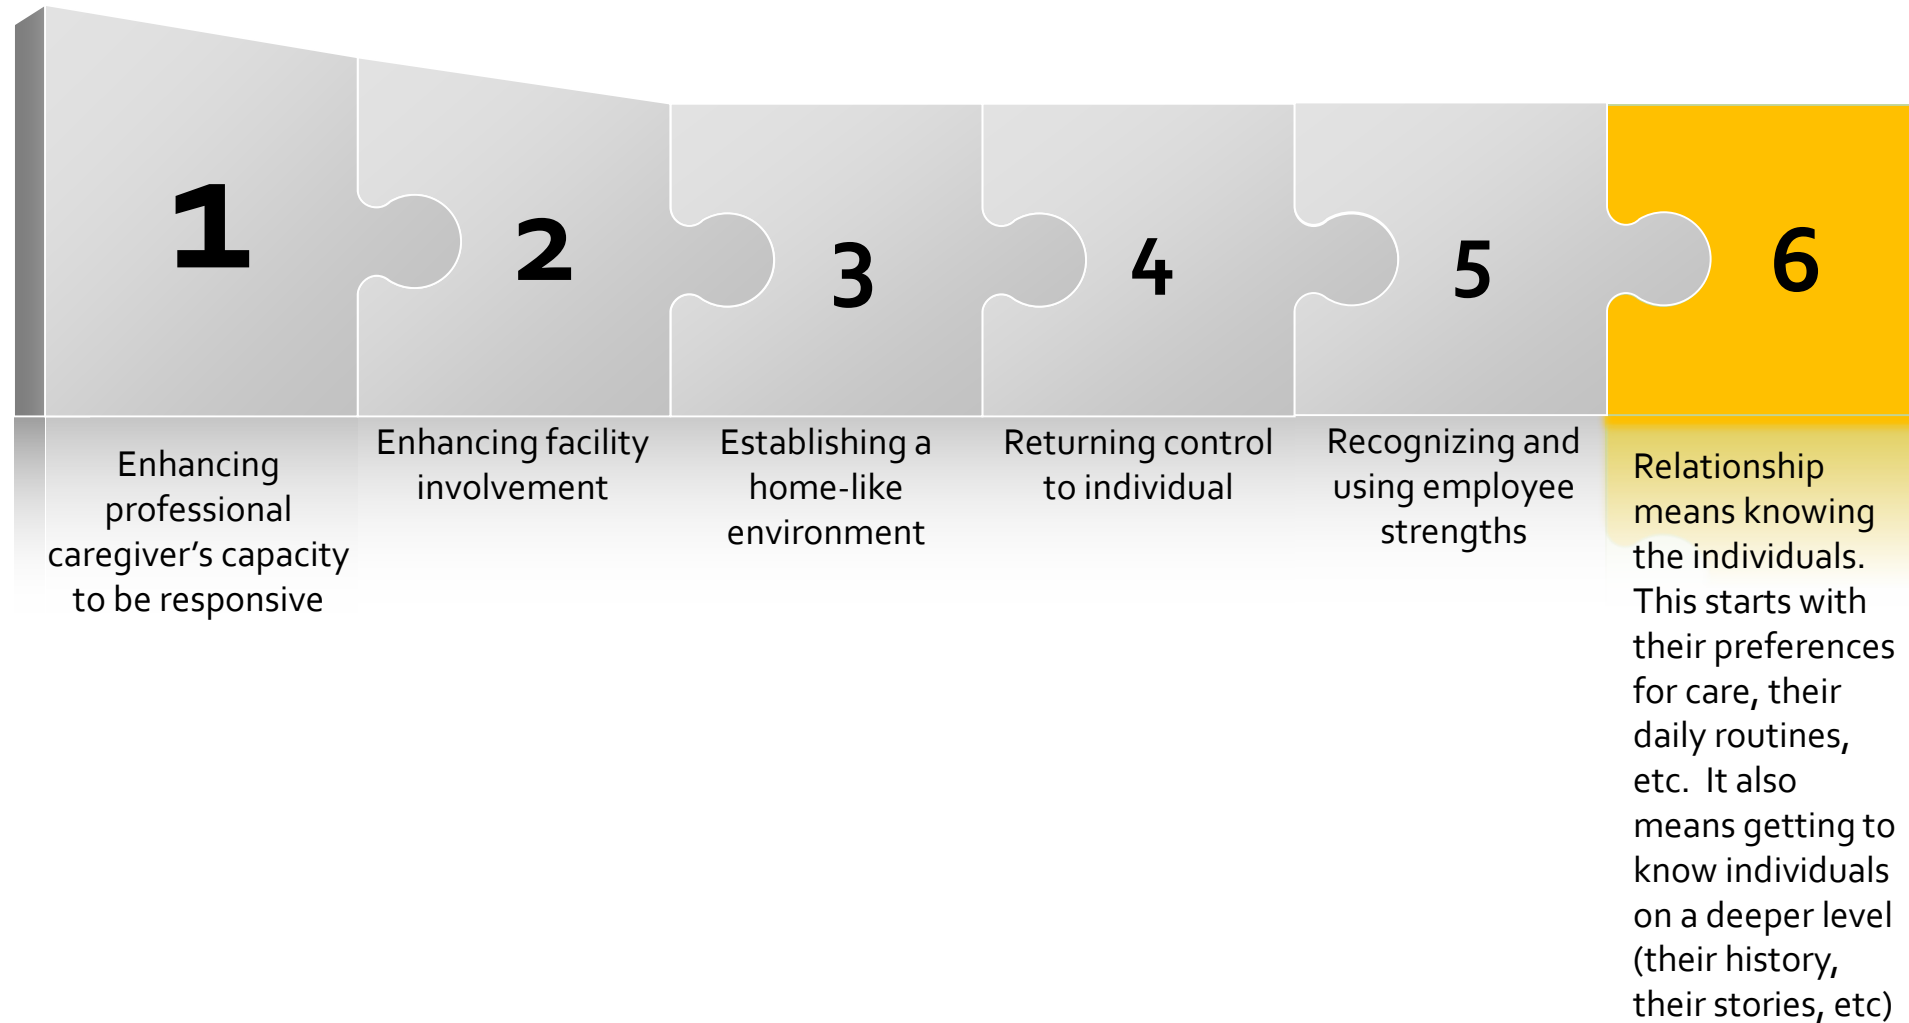 1
2
3
4
5
6
Enhancing
professional
caregiver’s capacity
to be responsive
Enhancing facility
involvement
Establishing a
home-like
environment
Returning control
to individual
Recognizing and
using employee
strengths
Relationship
means knowing
the individuals.
This starts with
their preferences
for care, their
daily routines,
etc.  It also
means getting to
know individuals
on a deeper level
(their history,
their stories, etc)